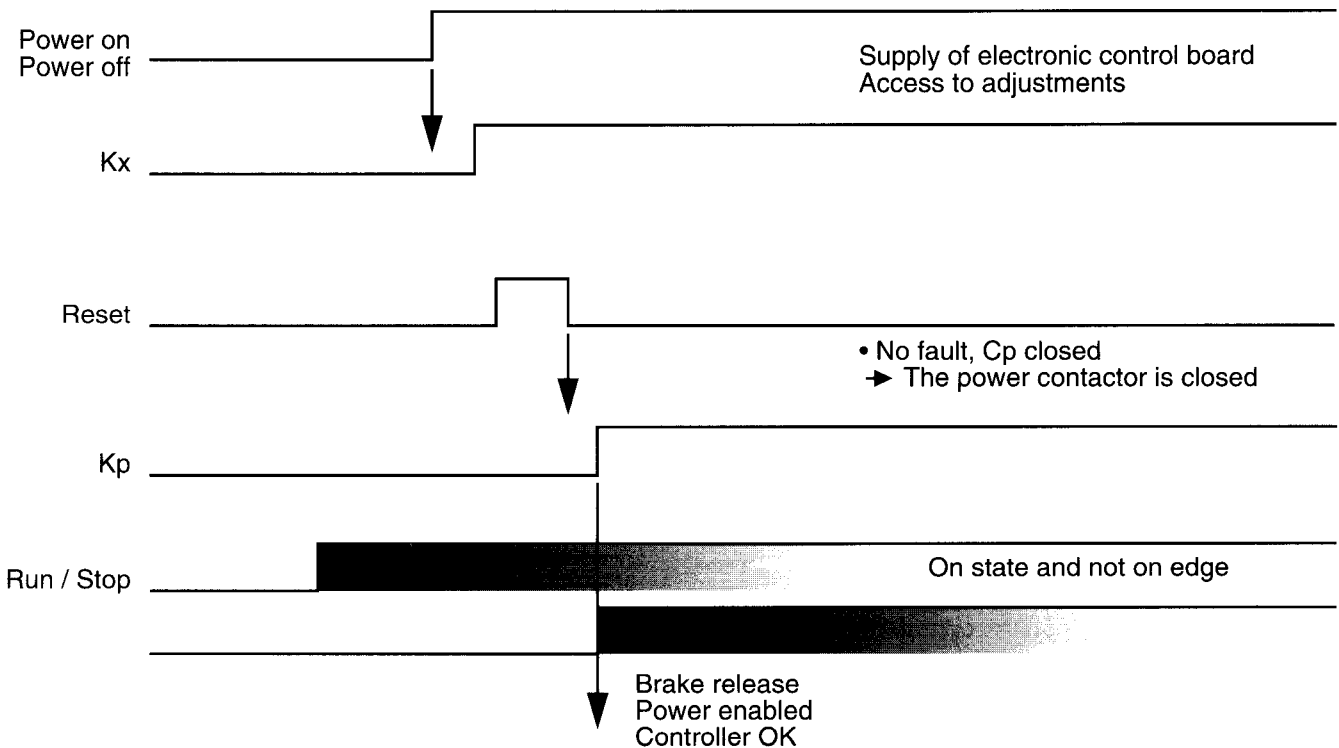 Power on
Power off
Supply of electronic control board
Access to adjustments
Kx
Reset
• No fault, Cp closed
→ The power contactor is closed
Kp
Run / Stop
On state and not on edge
Brake release
Power enabled
Controller OK